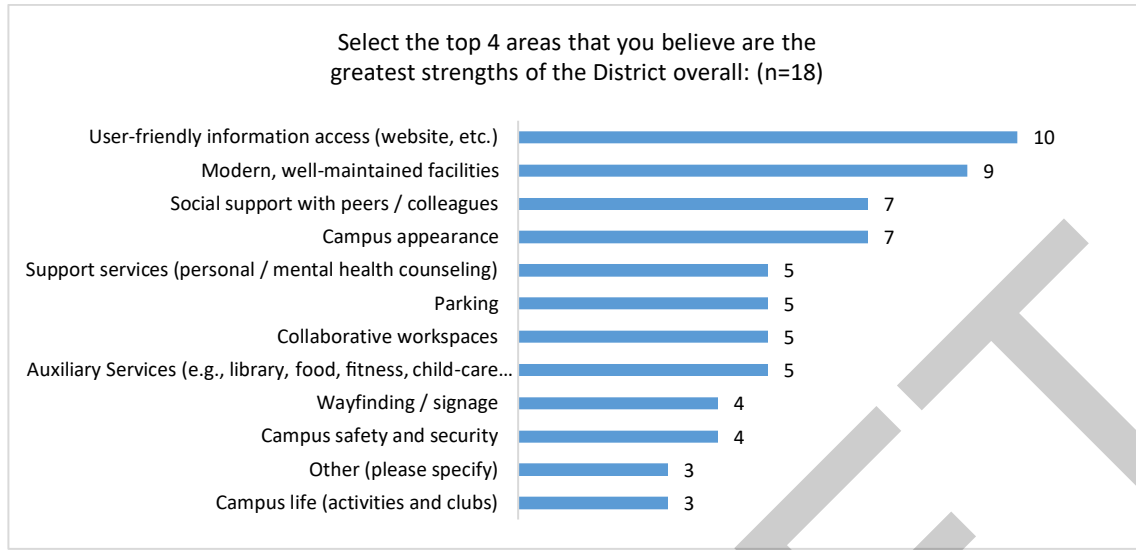 Select the top 4 areas that you believe are the
greatest strengths of the District overall: (n=18)
User-friendly information access (website, etc.) 10
Modern, well-maintained facilities 9
Social support with peers / colleagues 7
Campus appearance 7
Support services (personal / mental health counseling) 5
Parking 5
Collaborative workspaces 5
Auxiliary Services (e.g., library, food, fitness, child-care... 5
Wayfinding / signage 4
Campus safety and security 4
Other (please specify) 3
Campus life (activities and clubs) 3